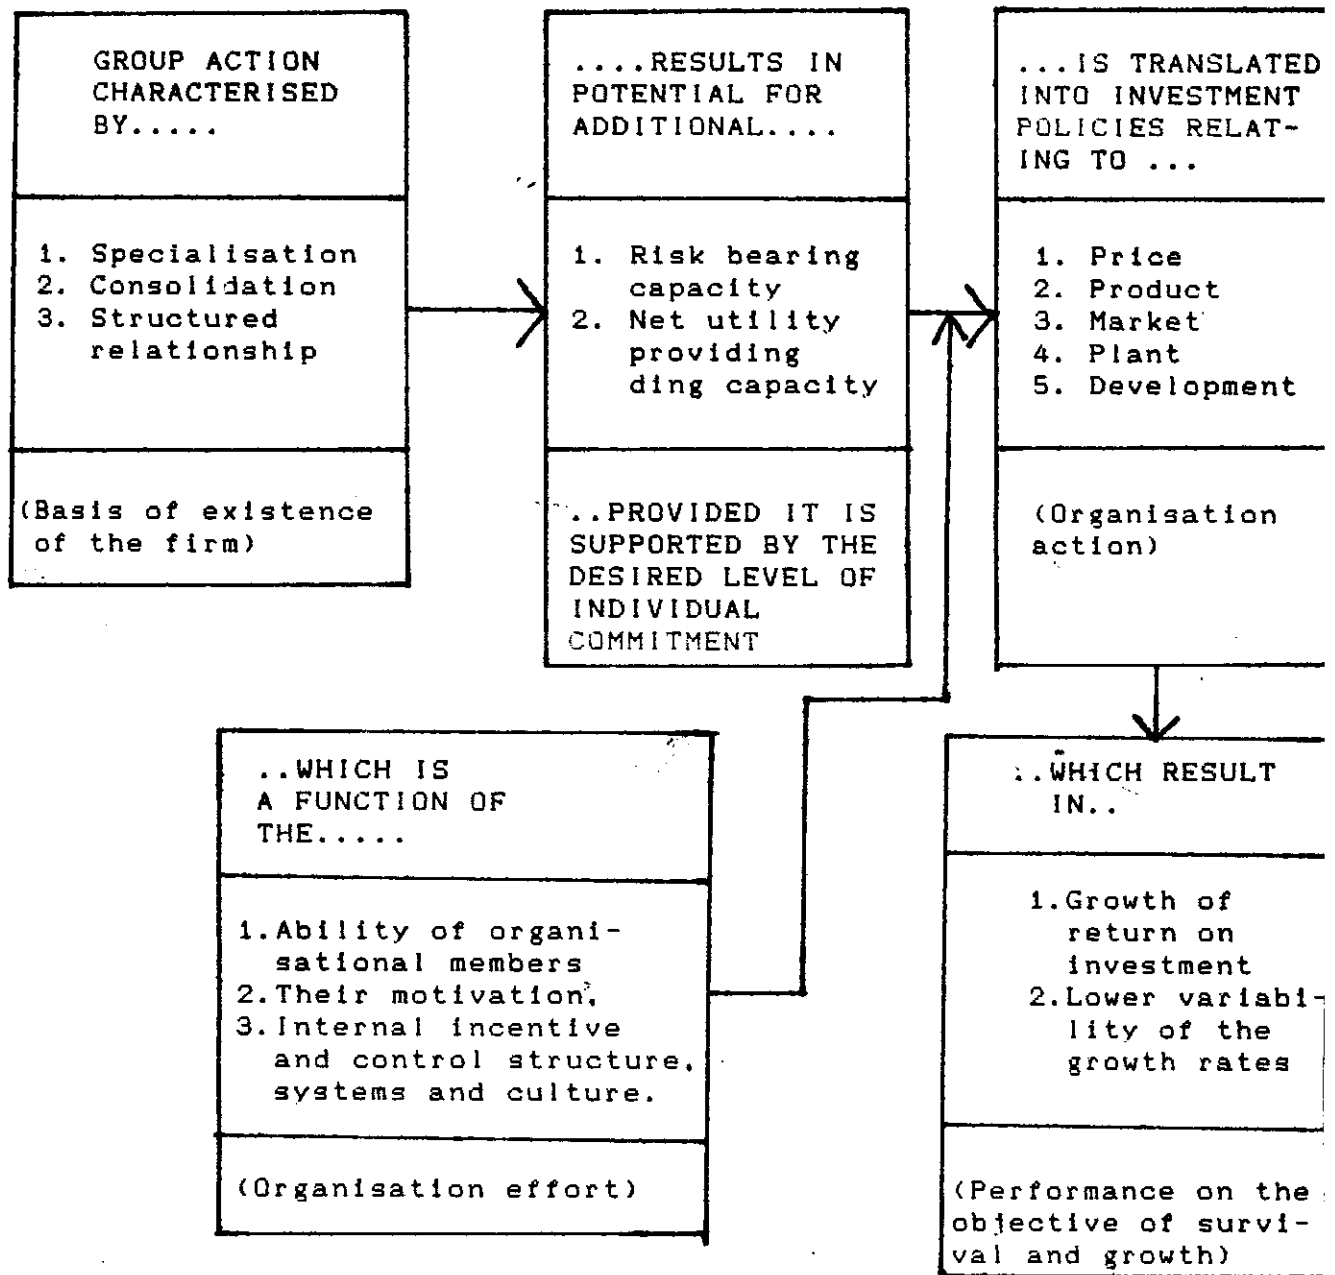 GROUP ACTION
CHARACTERISED
BY.....
1. Specialisation
2. Consolidation
3. Structured
relationship
(Basis of existence
of the firm)
....RESULTS IN
POTENTIAL FOR
ADDITIONAL....
1. Risk bearing
capacity
2. Net utility
providing
ding capacity
..PROVIDED IT IS
SUPPORTED BY THE
DESIRED LEVEL OF
INDIVIDUAL
COMMITMENT
...IS TRANSLATED
INTO INVESTMENT
POLICIES RELAT-
ING TO ...
1. Price
2. Product
3. Market
4. Plant
5. Development
(Organisation
action)
..WHICH IS
A FUNCTION OF
THE.....
1.Ability of organi-
sational members
2.Their motivation,
3.Internal incentive
and control structure,
systems and culture.
(Organisation effort)
..WHICH RESULT
IN..
1.Growth of
return on
investment
2.Lower variabi-
lity of the
growth rates
(Performance on the
objective of survi-
val and growth)